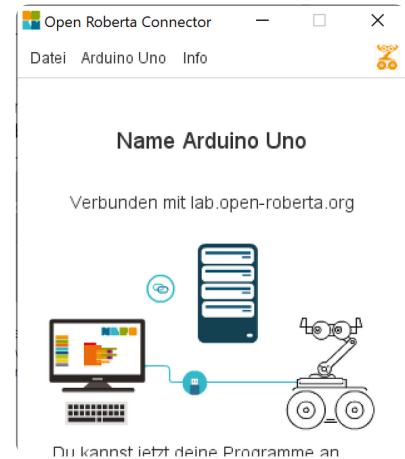 Open Roberta Connector
Datei Arduino Uno Info
Name Arduino Uno
Verbunden mit lab.open-roberta.org
NEPO
Du kannst jetzt deine Programme an